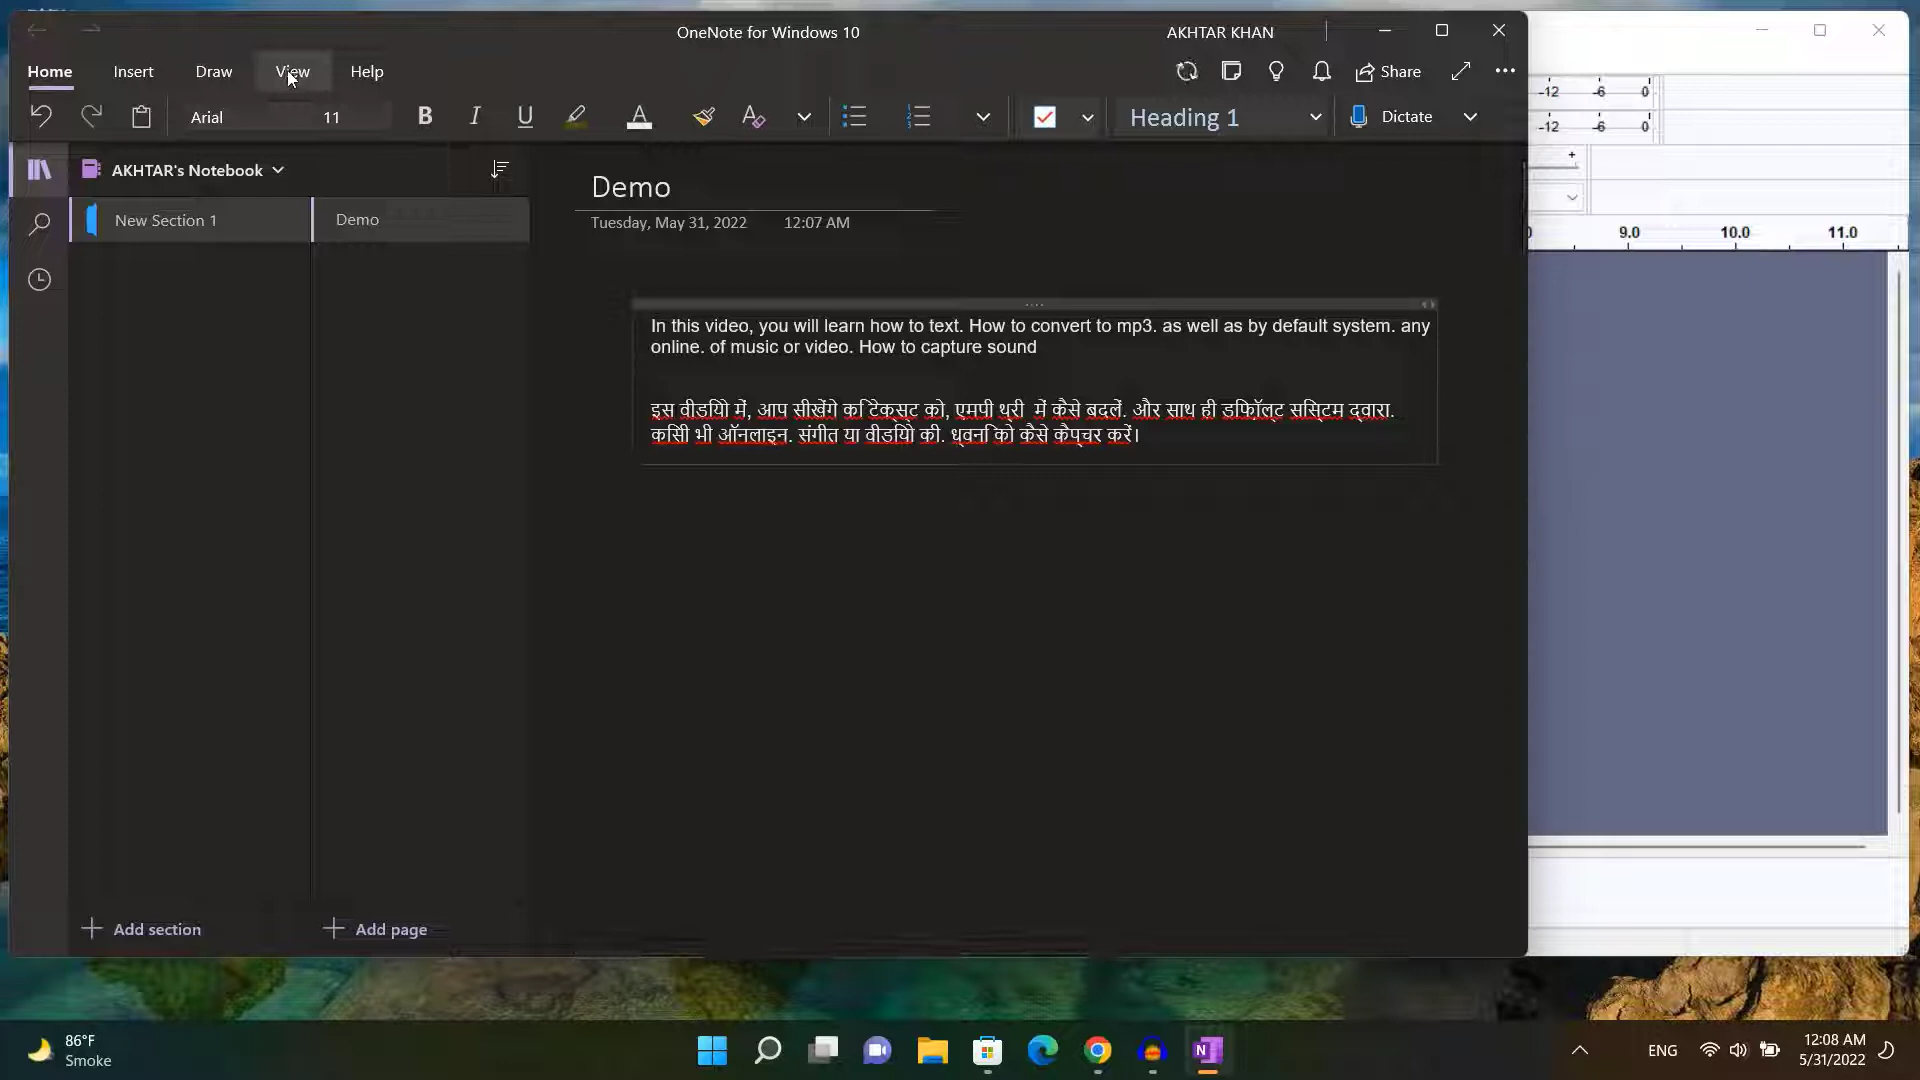 OneNote for Windows 10
AKHTAR KHAN
Home Insert Draw View Help
Share
Arial 11 B I U A Heading 1 Dictate
-12 -6 0
-12 -6 0
AKHTAR's Notebook
New Section 1
Demo
Demo
Tuesday, May 31, 2022 12:07 AM
9.0 10.0 11.0
In this video, you will learn how to text. How to convert to mp3. as well as by default system. any
online. of music or video. How to capture sound
इस वीडियो में, आप सीखेंगे कि टेक्स्ट को, एमपी थ्री में कैसे बदलें. और साथ ही डिफ़ॉल्ट सिस्टम द्वारा.
किसी भी ऑनलाइन. संगीत या वीडियो की. ध्वनि को कैसे कैप्चर करें।
Add section
Add page
86°F
Smoke
ENG
12:08 AM
5/31/2022